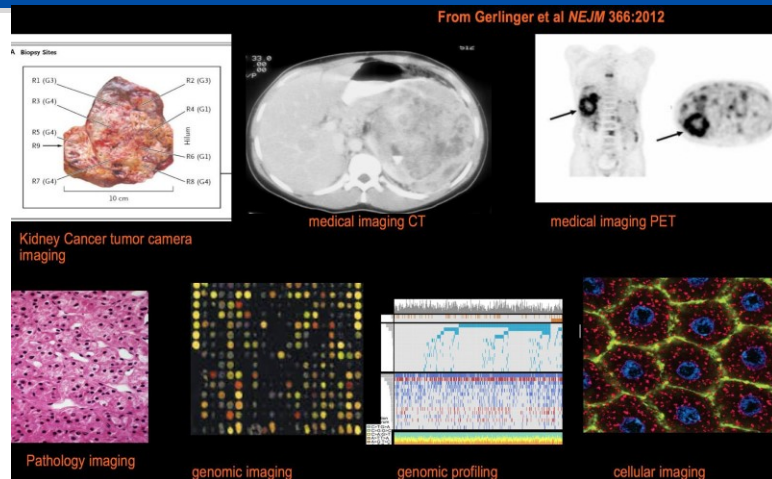 From Gerlinger et al NEJM 366:2012
A Biopsy Sites
R1 (G3)
R2 (G3)
R3 (G4)
R4 (G1)
R5 (G4)
R9
Hilum
R6 (G1)
R7 (G4)
R8 (G4)
10 cm
Kidney Cancer tumor camera
imaging
medical imaging CT
medical imaging PET
Pathology imaging
genomic imaging
genomic profiling
cellular imaging